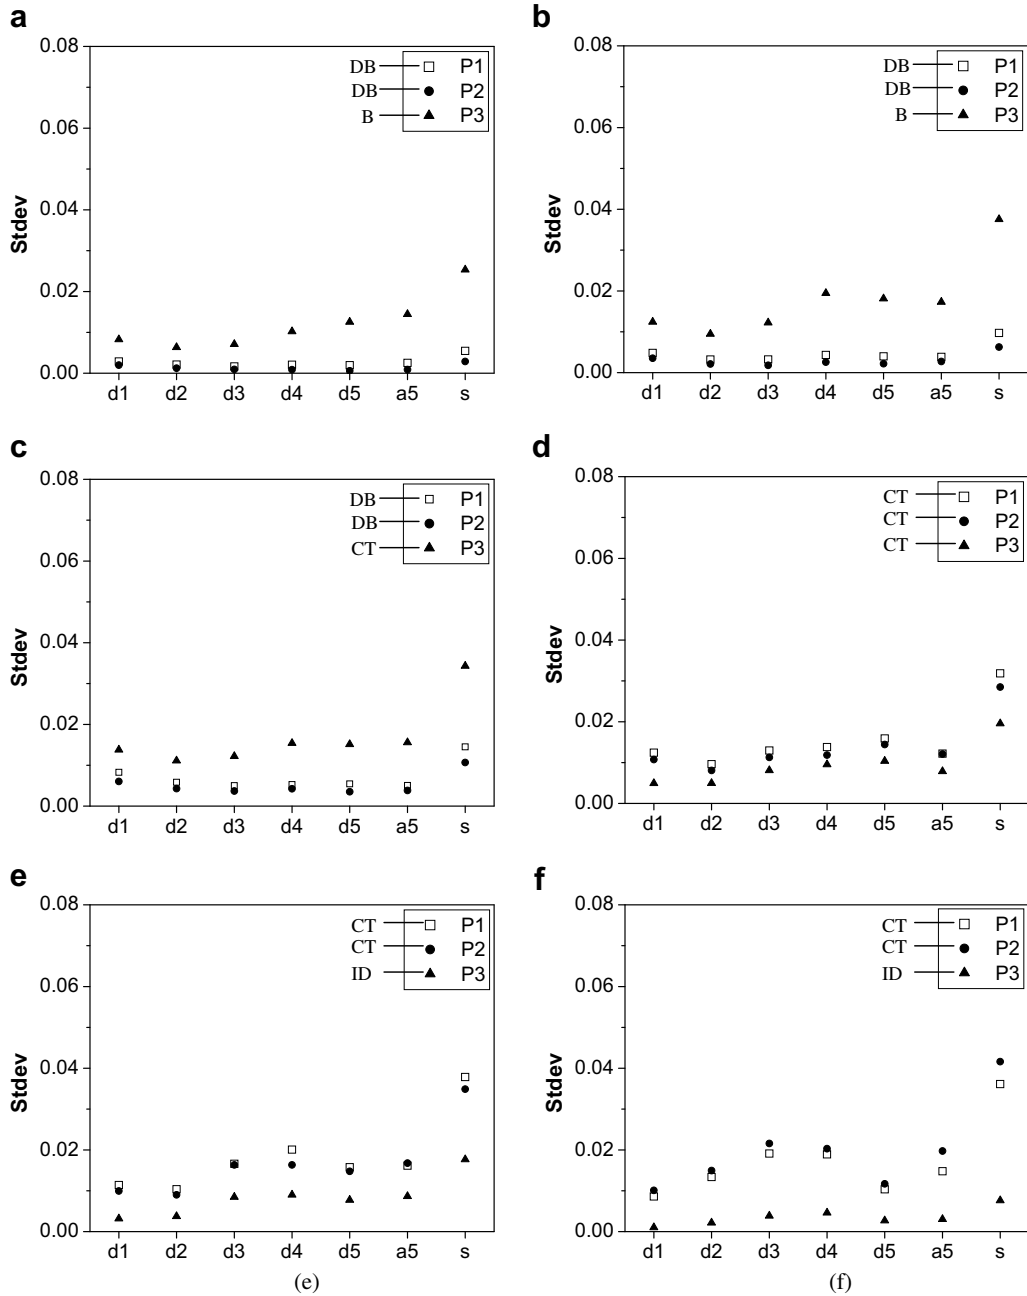 a
0.08
0.06
0.04
0.02
0.00
Stdev
DB P1
DB P2
B P3
d1 d2 d3 d4 d5 a5 s
b
0.08
0.06
0.04
0.02
0.00
Stdev
DB P1
DB P2
B P3
d1 d2 d3 d4 d5 a5 s
c
0.08
0.06
0.04
0.02
0.00
Stdev
DB P1
DB P2
CT P3
d1 d2 d3 d4 d5 a5 s
d
0.08
0.06
0.04
0.02
0.00
Stdev
CT P1
CT P2
CT P3
d1 d2 d3 d4 d5 a5 s
e
0.08
0.06
0.04
0.02
0.00
Stdev
CT P1
CT P2
ID P3
d1 d2 d3 d4 d5 a5 s
(e)
f
0.08
0.06
0.04
0.02
0.00
Stdev
CT P1
CT P2
ID P3
d1 d2 d3 d4 d5 a5 s
(f)